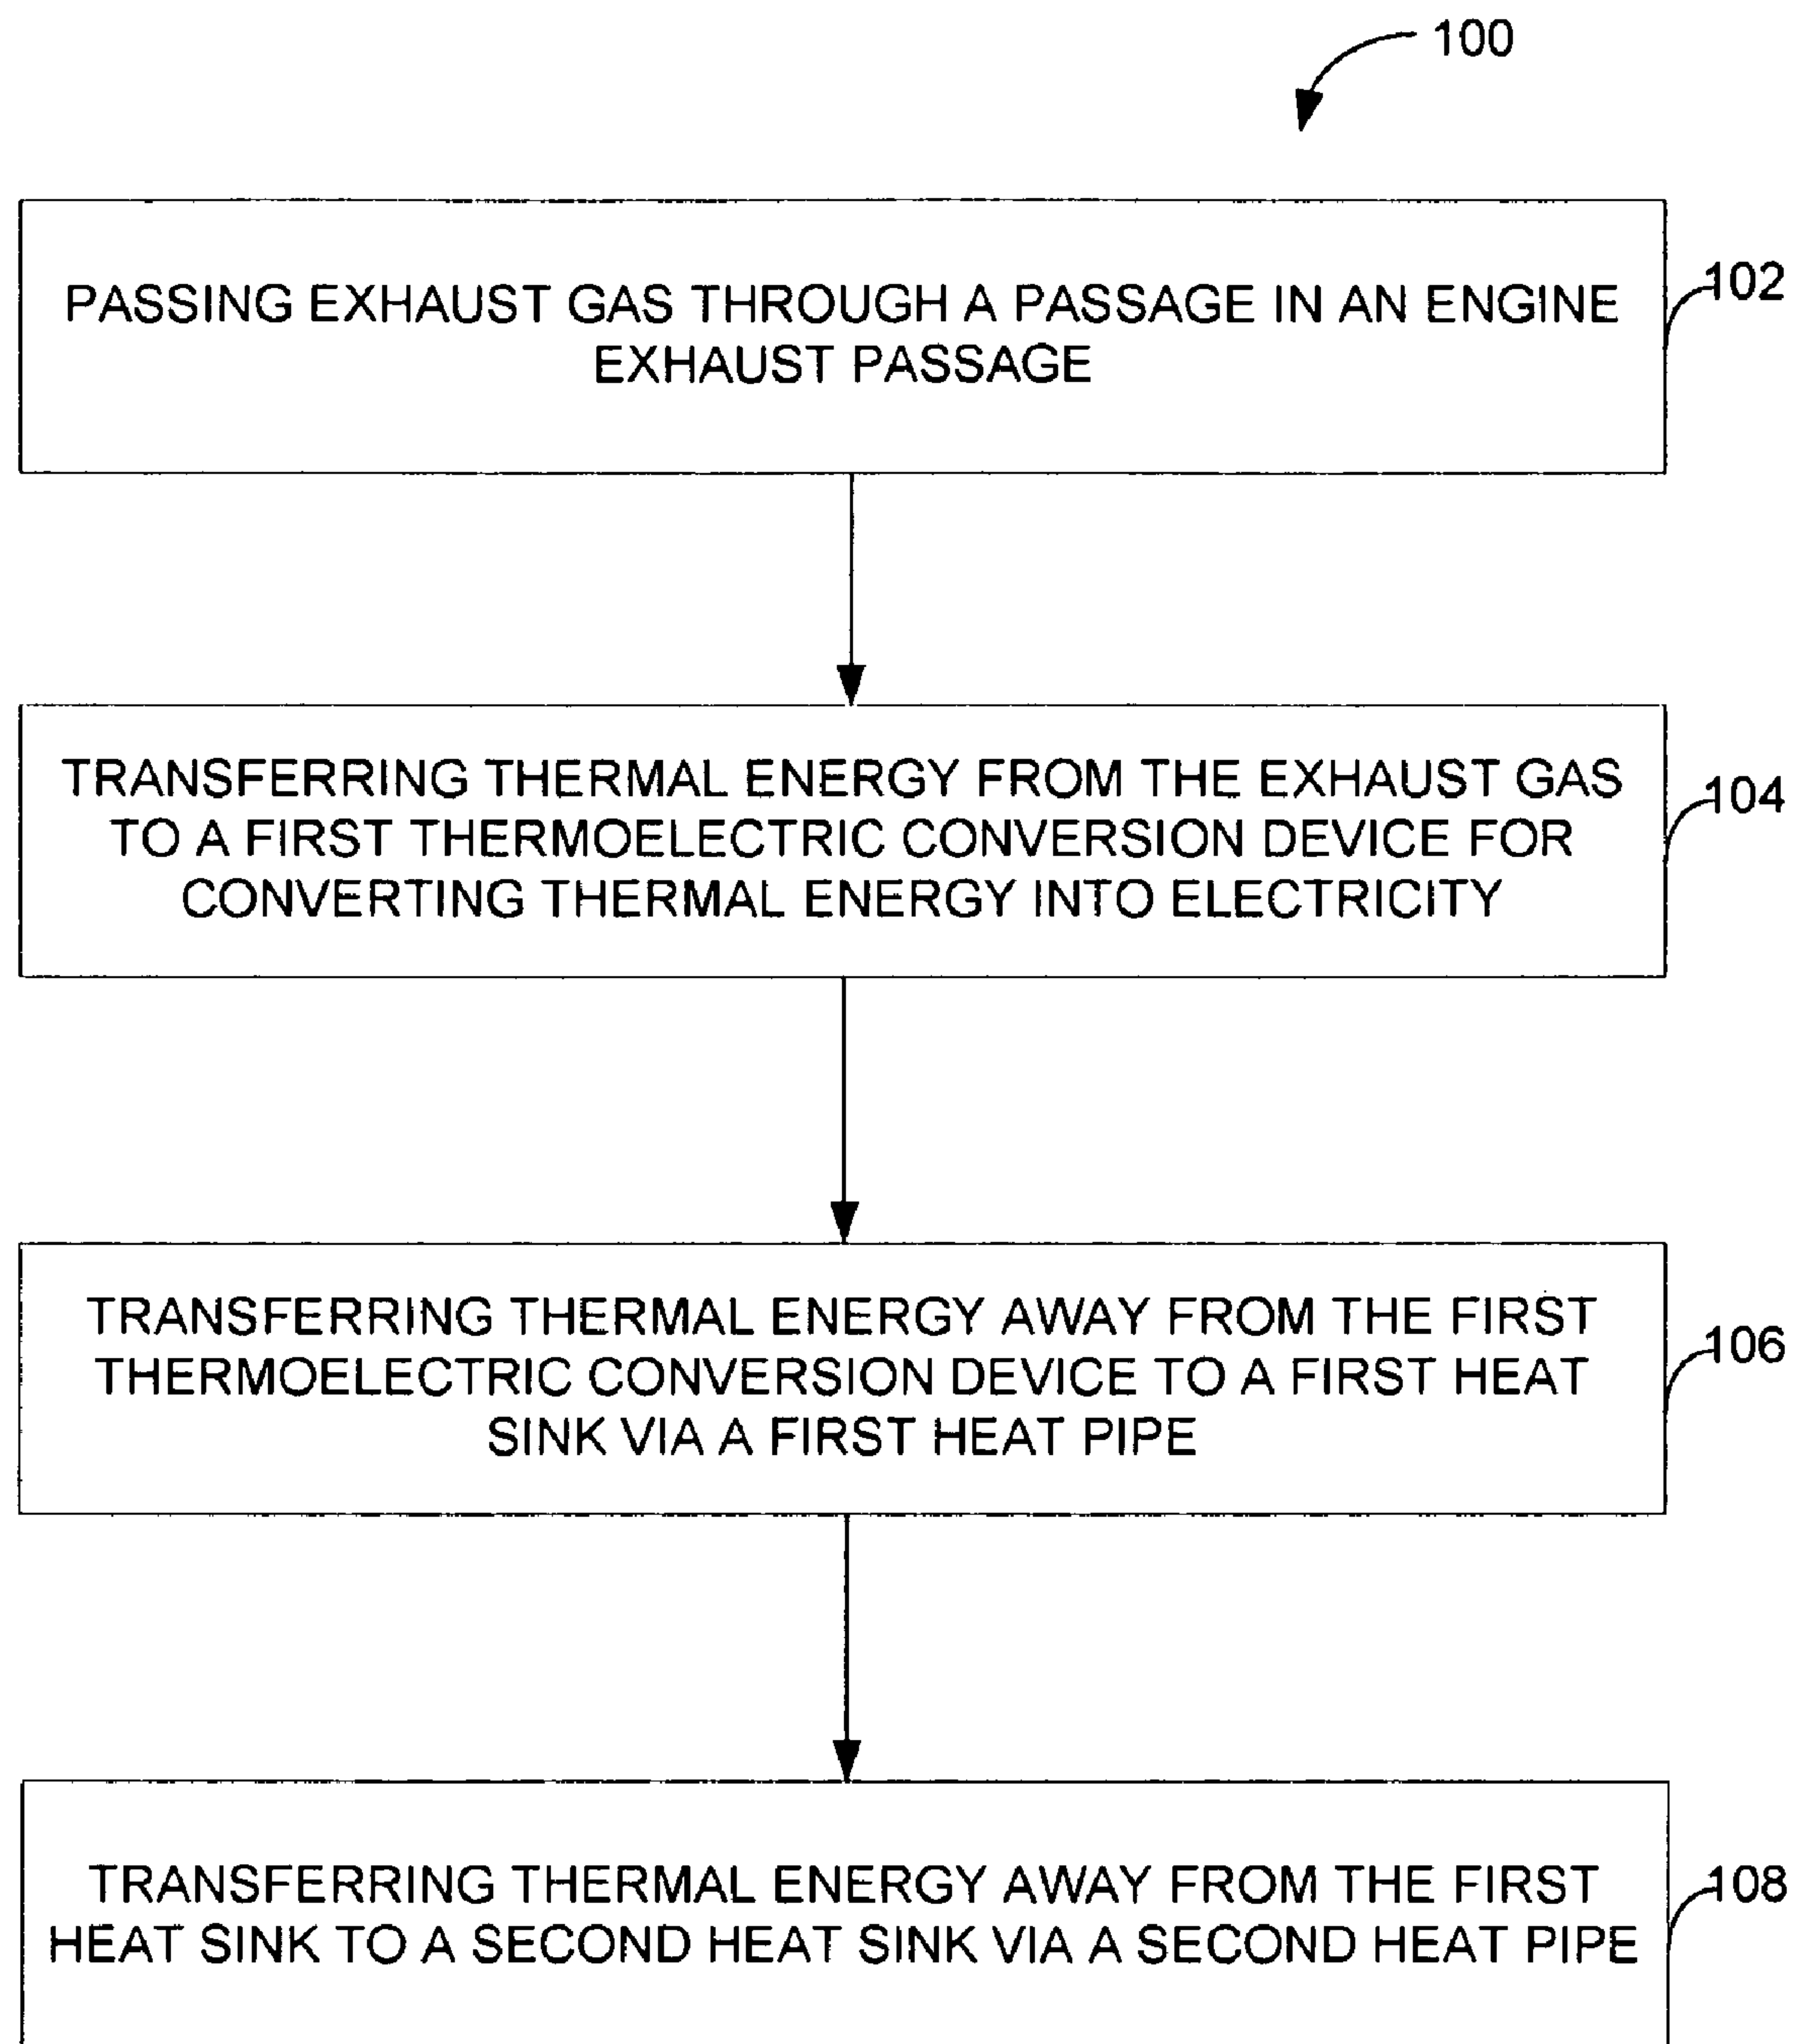 100
PASSING EXHAUST GAS THROUGH A PASSAGE IN AN ENGINE
EXHAUST PASSAGE
102
TRANSFERRING THERMAL ENERGY FROM THE EXHAUST GAS
TO A FIRST THERMOELECTRIC CONVERSION DEVICE FOR
CONVERTING THERMAL ENERGY INTO ELECTRICITY
104
TRANSFERRING THERMAL ENERGY AWAY FROM THE FIRST
THERMOELECTRIC CONVERSION DEVICE TO A FIRST HEAT
SINK VIA A FIRST HEAT PIPE
106
TRANSFERRING THERMAL ENERGY AWAY FROM THE FIRST
HEAT SINK TO A SECOND HEAT SINK VIA A SECOND HEAT PIPE
108